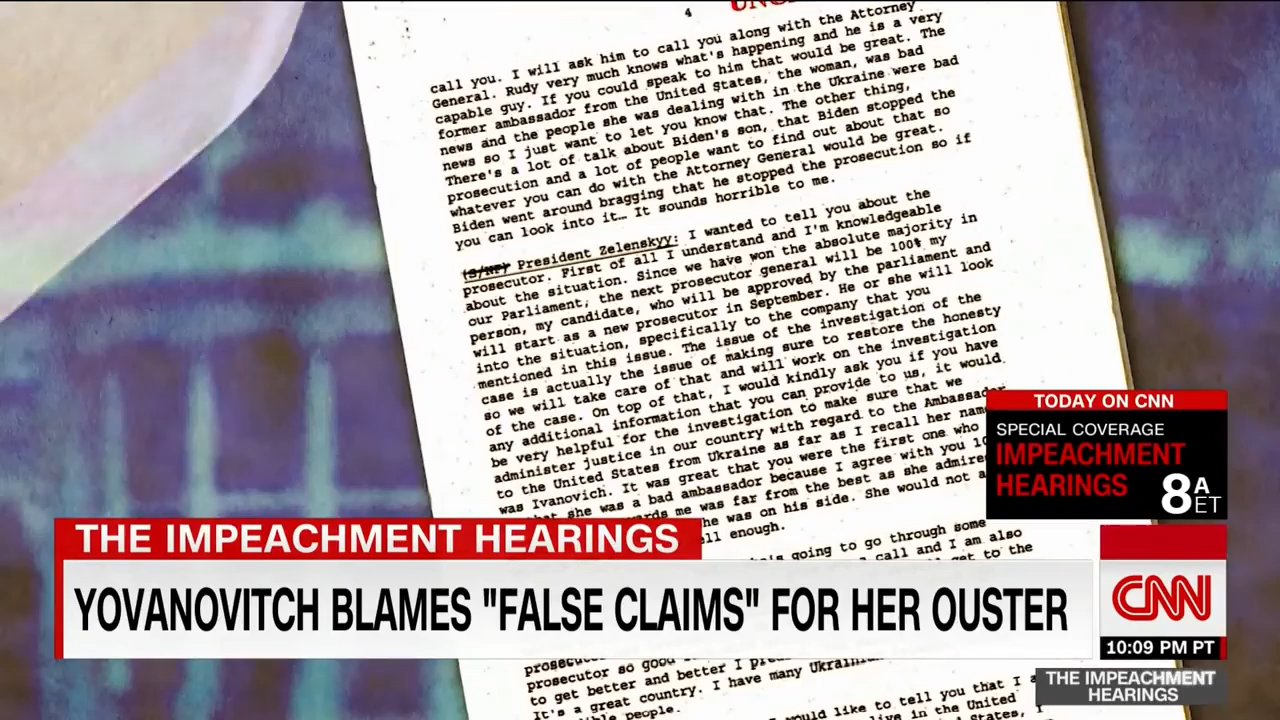 4
call you. I will ask him to call you along with the Attorney
General. Rudy very much knows what's happening and he is a very
capable guy. If you could speak to him that would be great. The
former ambassador from the United States, the woman, was bad
news and the people she was dealing with in the Ukraine were bad
news so I just want to let you know that. The other thing,
There's a lot of talk about Biden's son, that Biden stopped the
prosecution and a lot of people want to find out about that so
whatever you can do with the Attorney General would be great.
Biden went around bragging that he stopped the prosecution so if
you can look into it… It sounds horrible to me.
(S/NF) President Zelenskyy: I wanted to tell you about the
prosecutor. First of all I understand and I'm knowledgeable
about the situation. Since we have won the absolute majority in
our Parliament, the next prosecutor general will be 100% my
person, my candidate, who will be approved by the parliament and
will start as a new prosecutor in September. He or she will look
into the situation, specifically to the company that you
mentioned in this issue. The issue of the investigation of the
case is actually the issue of making sure to restore the honesty
so we will take care of that and will work on the investigation
of the case. On top of that, I would kindly ask you if you have
any additional information that you can provide to us, it would
be very helpful for the investigation to make sure that we
administer justice in our country with regard to the Ambassador
to the United States from Ukraine as far as I recall her name
was Ivanovich. It was great that you were the first one who
that she was a bad ambassador because I agree with you
me was far from the best as she admired
he was on his side. She would not
enough.
going to go through some
call and I am also
get to the
TODAY ON CNN
SPECIAL COVERAGE
IMPEACHMENT
HEARINGS
8A ET
THE IMPEACHMENT HEARINGS
YOVANOVITCH BLAMES "FALSE CLAIMS" FOR HER OUSTER
CNN
10:09 PM PT
THE IMPEACHMENT
HEARINGS
prosecutor so good
to get better and better I
It's a great country. I have many
would like to tell you that I
people. live in the United
States, I